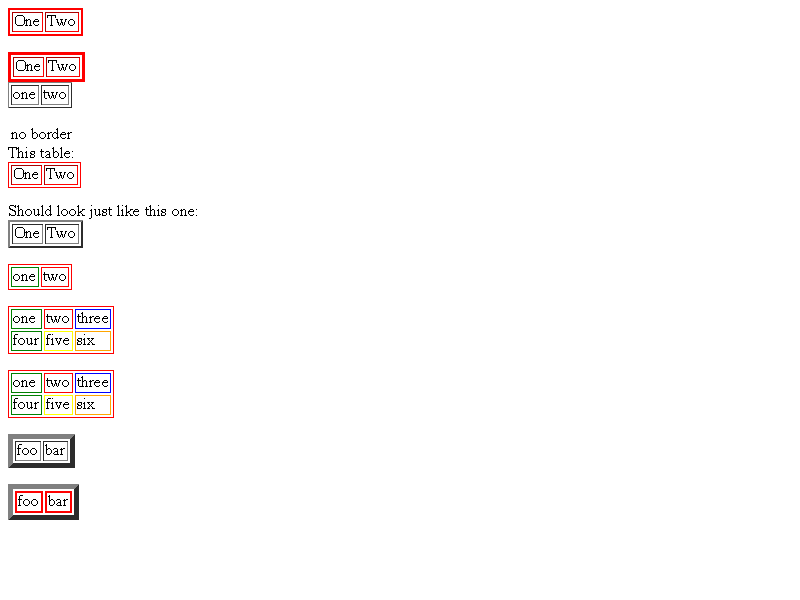 One Two
One Two
one two
no border
This table:
One Two
Should look just like this one:
One Two
one two
one two three
four five six
one two three
four five six
foo bar
foo bar